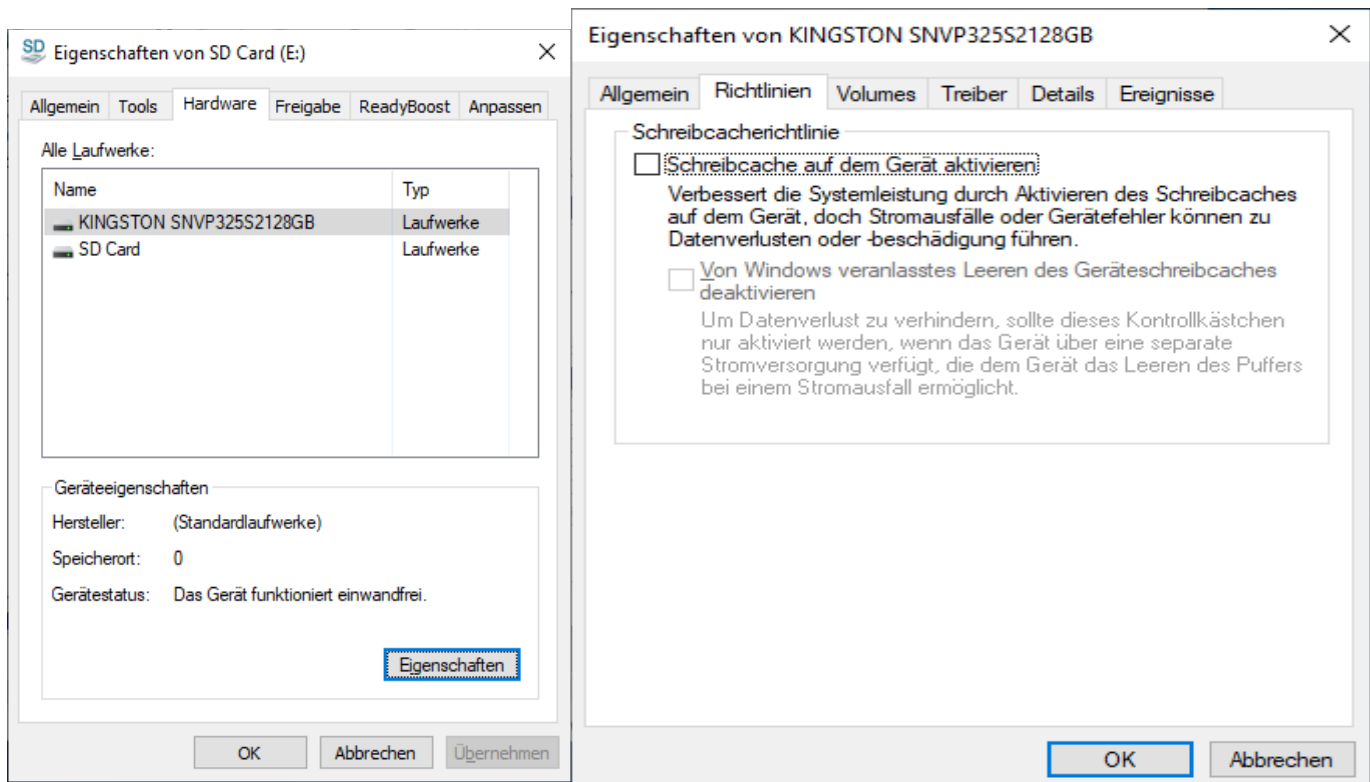 Eigenschaften von SD Card (E:)
Allgemein Tools Hardware Freigabe ReadyBoost Anpassen
Alle Laufwerke:
Name Typ
KINGSTON SNVP325S2128GB Laufwerke
SD Card Laufwerke
Geräteeigenschaften
Hersteller: (Standardlaufwerke)
Speicherort: 0
Gerätestatus: Das Gerät funktioniert einwandfrei.
Eigenschaften
OK Abbrechen Übernehmen
Eigenschaften von KINGSTON SNVP325S2128GB
Allgemein Richtlinien Volumes Treiber Details Ereignisse
Schreibcacherichtlinie
Schreibcache auf dem Gerät aktivieren
Verbessert die Systemleistung durch Aktivieren des Schreibcaches
auf dem Gerät, doch Stromausfälle oder Gerätefehler können zu
Datenverlusten oder -beschädigung führen.
Von Windows veranlasstes Leeren des Geräteschreibcaches
deaktivieren
Um Datenverlust zu verhindern, sollte dieses Kontrollkästchen
nur aktiviert werden, wenn das Gerät über eine separate
Stromversorgung verfügt, die dem Gerät das Leeren des Puffers
bei einem Stromausfall ermöglicht.
OK Abbrechen